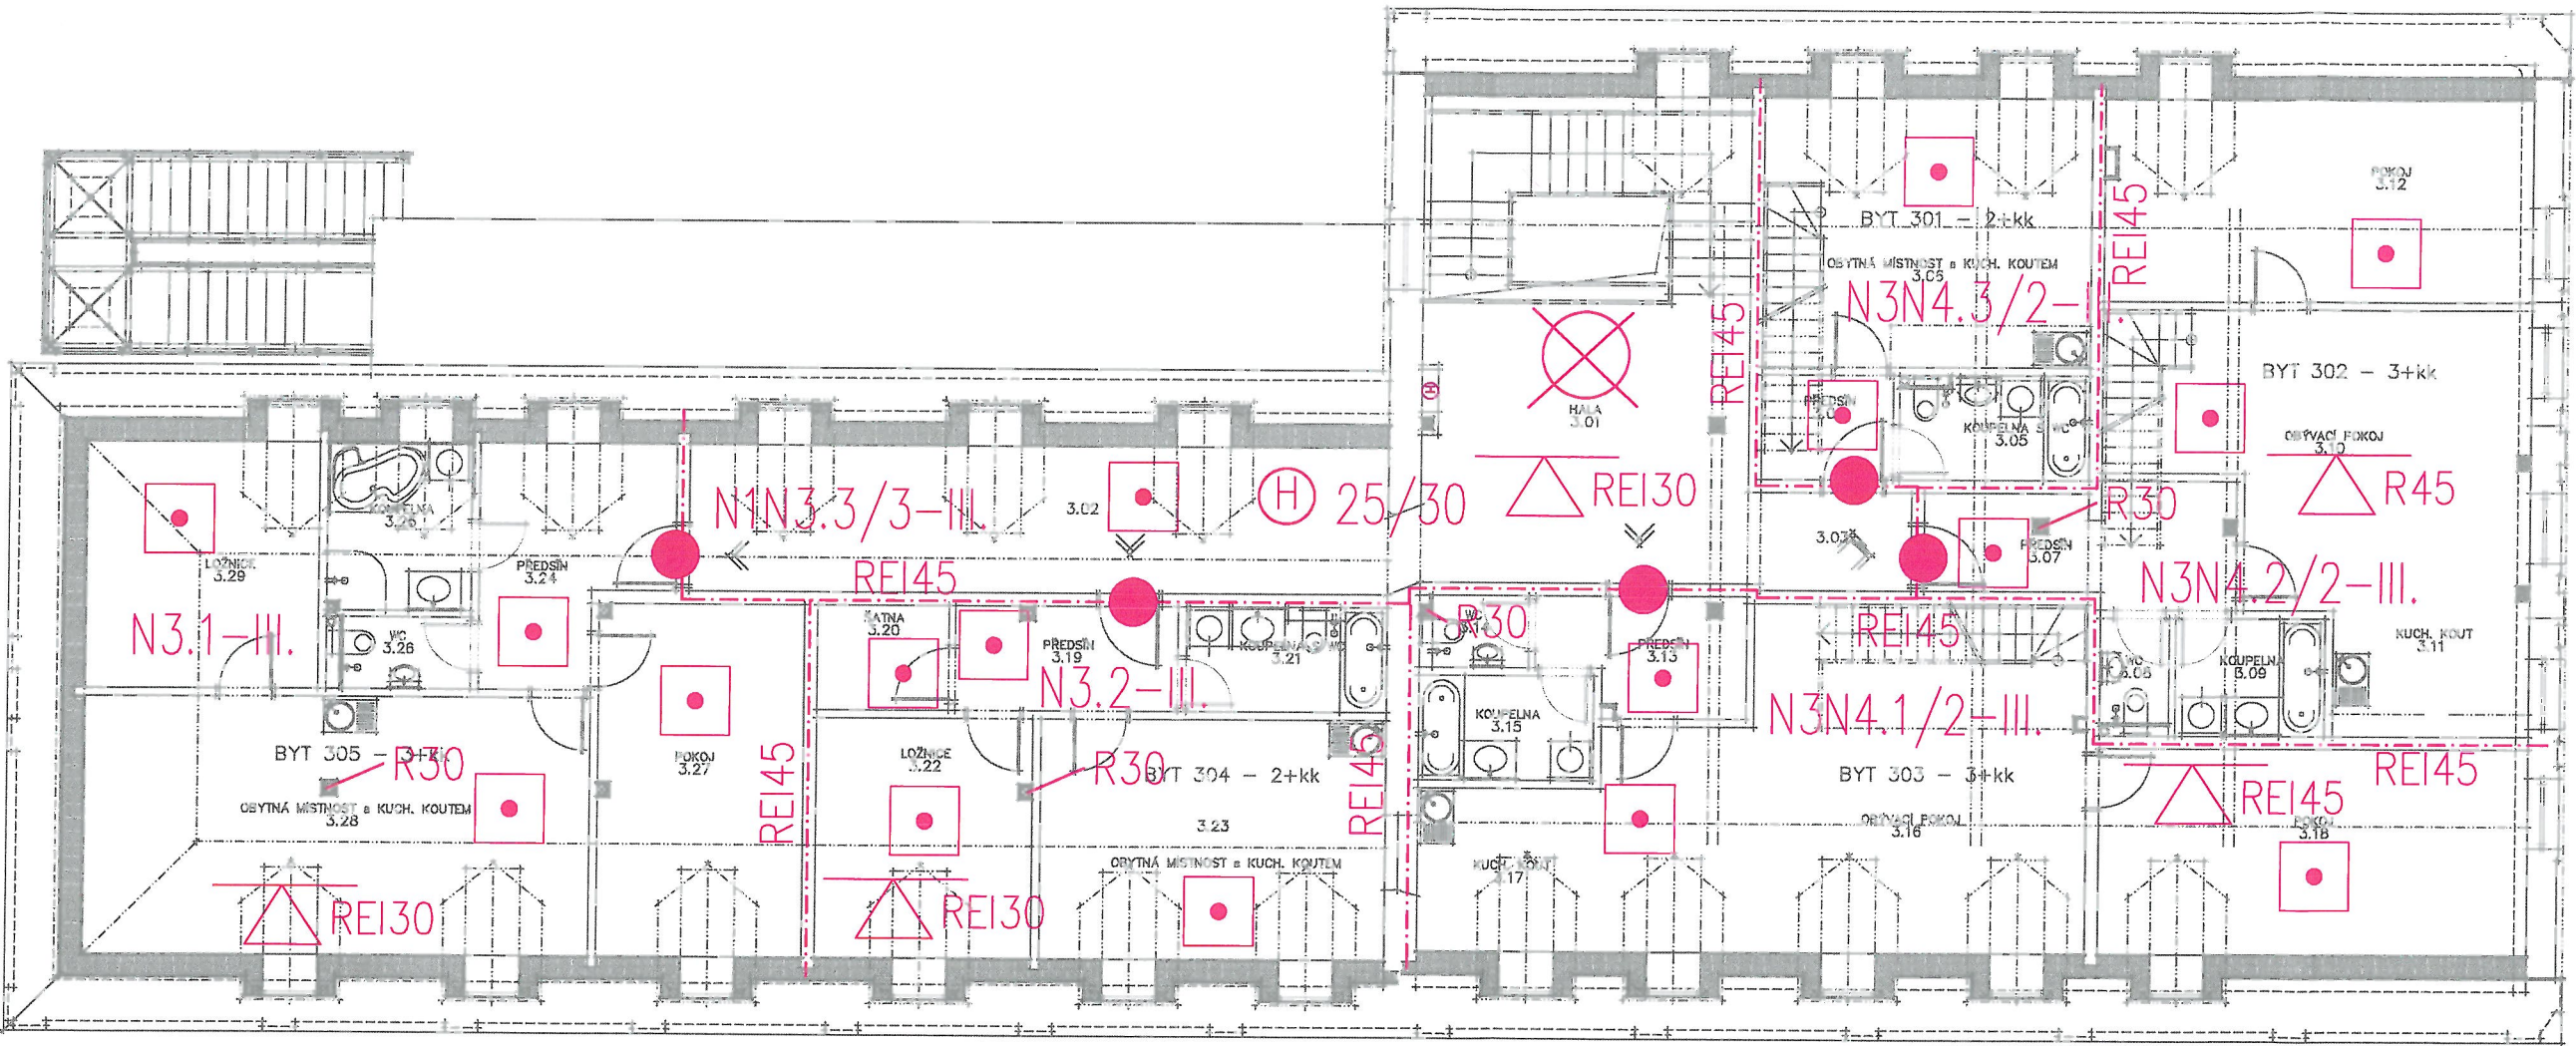 POKOJ
3.12
REI45
BYT 301 - 2+kk
OBYTNÁ MÍSTNOST s KUCH. KOUTEM
3.06
N3N4.3/2-III.
REI45
HALA
3.01
PŘEDSÍŇ
KOUPELNA S WC
3.05
BYT 302 - 3+kk
OBÝVACÍ POKOJ
3.10
REI30
R45
R30
H
H
25/30
N1N3.3/3-III.
3.02
KOUPELNA
3.03
PŘEDSÍŇ
3.07
LOŽNICE
3.29
PŘEDSÍŇ
3.24
REI45
N3N4.2/2-III.
N3.1-III.
WC
3.26
ŠATNA
3.20
PŘEDSÍŇ
3.19
KOUPELNA S WC
3.21
WC
R30
PŘEDSÍŇ
3.13
REI45
KUCH. KOUT
3.11
WC
KOUPELNA
3.09
N3.2-III.
N3N4.1/2-III.
KOUPELNA
3.15
BYT 305 - 3+kk
R30
POKOJ
3.27
REI45
LOŽNICE
3.22
R30
BYT 304 - 2+kk
REI45
BYT 303 - 3+kk
REI45
REI45
OBYTNÁ MÍSTNOST s KUCH. KOUTEM
3.28
3.23
OBÝVACÍ POKOJ
3.16
POKOJ
3.18
OBYTNÁ MÍSTNOST s KUCH. KOUTEM
KUCH. KOUT
REI30
REI30